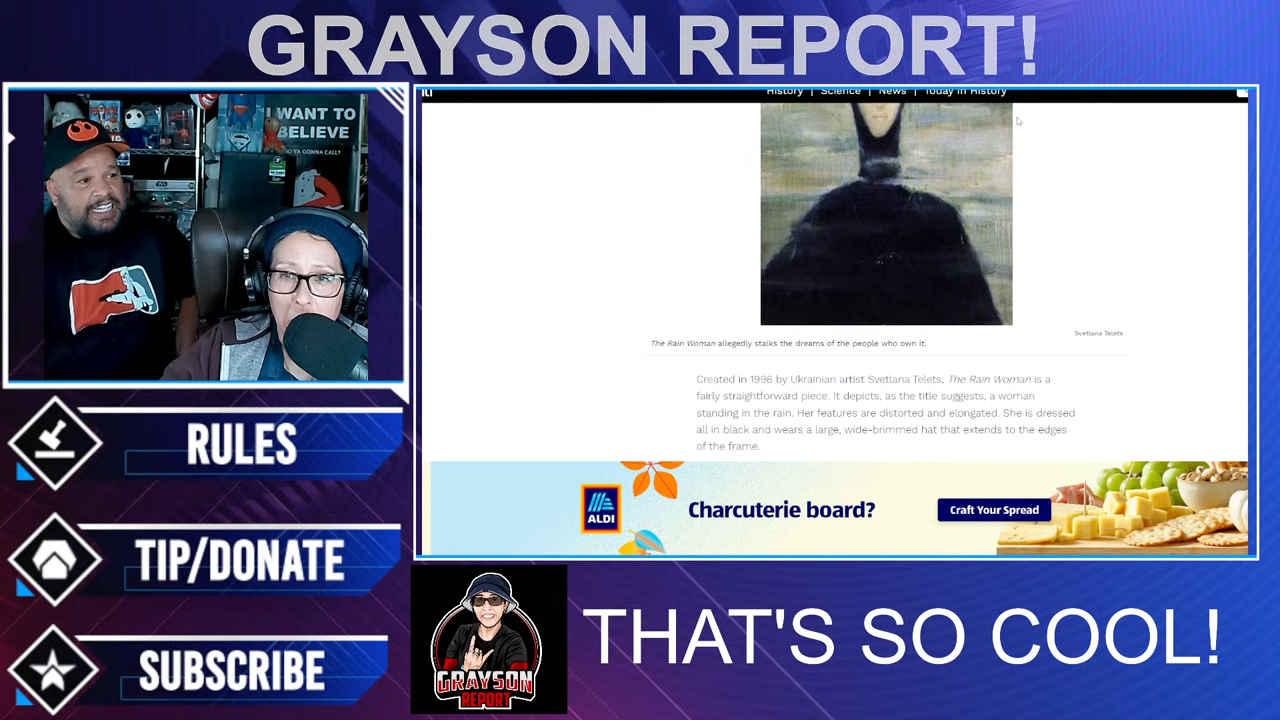 GRAYSON REPORT!
History | Science | News | Today In History
I WANT TO
BELIEVE
YA GONNA CALL?
Svetlana Telets
The Rain Woman allegedly stalks the dreams of the people who own it.
Created in 1996 by Ukrainian artist Svetlana Telets, The Rain Woman is a
fairly straightforward piece. It depicts, as the title suggests, a woman
standing in the rain. Her features are distorted and elongated. She is dressed
all in black and wears a large, wide-brimmed hat that extends to the edges
of the frame.
RULES
ALDI
Charcuterie board?
Craft Your Spread
TIP/DONATE
SUBSCRIBE
GRAYSON
REPORT
THAT'S SO COOL!